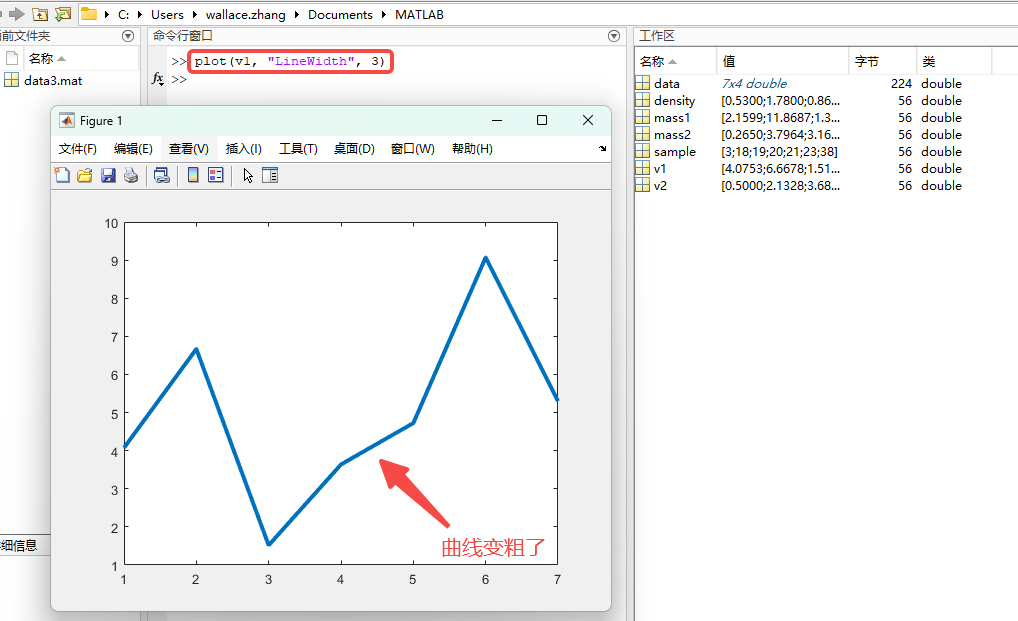 C: Users wallace.zhang Documents MATLAB
前文件夹
名称
data3.mat
细信息
命令行窗口
>> plot(v1, "LineWidth", 3)
fx >>
Figure 1
文件(F) 编辑(E) 查看(V) 插入(I) 工具(T) 桌面(D) 窗口(W) 帮助(H)
10
9
8
7
6
5
4
3
2
1
1 2 3 4 5 6 7
曲线变粗了
工作区
名称 值 字节 类
data 7x4 double 224 double
density [0.5300;1.7800;0.86... 56 double
mass1 [2.1599;11.8687;1.3... 56 double
mass2 [0.2650;3.7964;3.16... 56 double
sample [3;18;19;20;21;23;38] 56 double
v1 [4.0753;6.6678;1.51... 56 double
v2 [0.5000;2.1328;3.68... 56 double